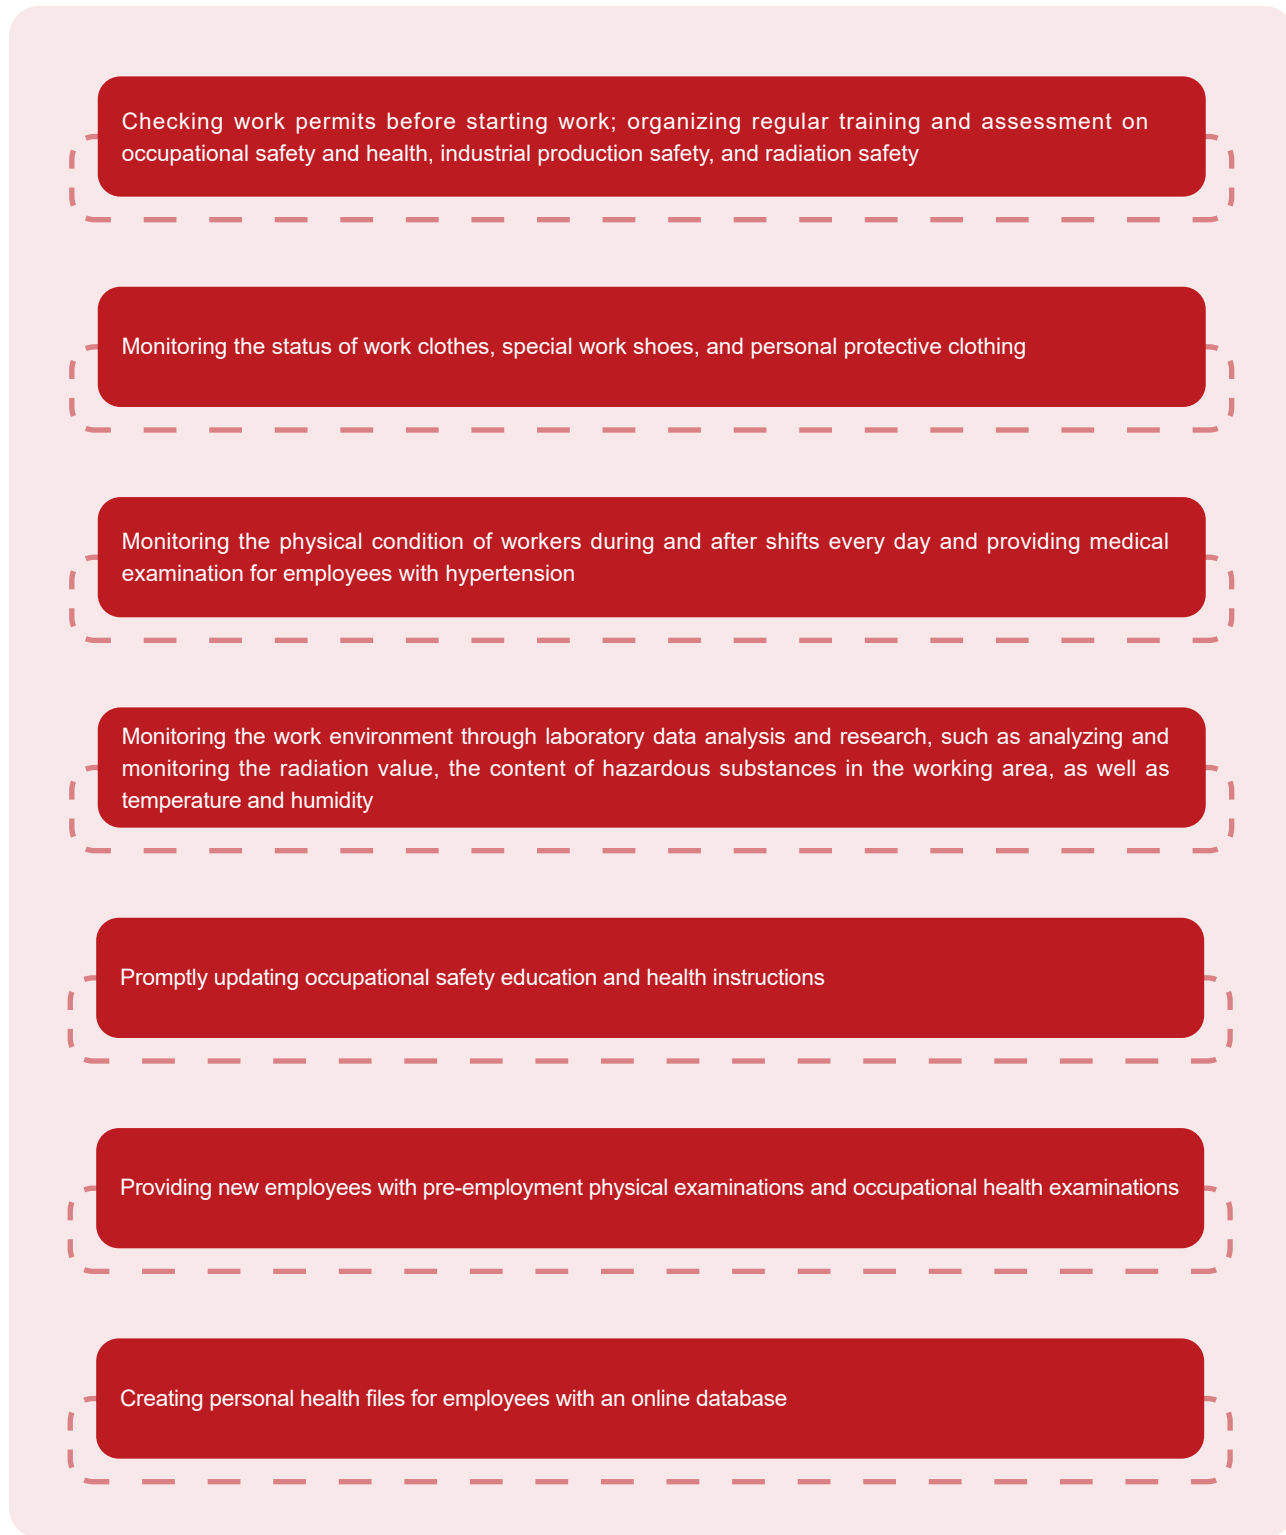 Checking work permits before starting work; organizing regular training and assessment on
occupational safety and health, industrial production safety, and radiation safety
Monitoring the status of work clothes, special work shoes, and personal protective clothing
Monitoring the physical condition of workers during and after shifts every day and providing medical
examination for employees with hypertension
Monitoring the work environment through laboratory data analysis and research, such as analyzing and
monitoring the radiation value, the content of hazardous substances in the working area, as well as
temperature and humidity
Promptly updating occupational safety education and health instructions
Providing new employees with pre-employment physical examinations and occupational health examinations
Creating personal health files for employees with an online database